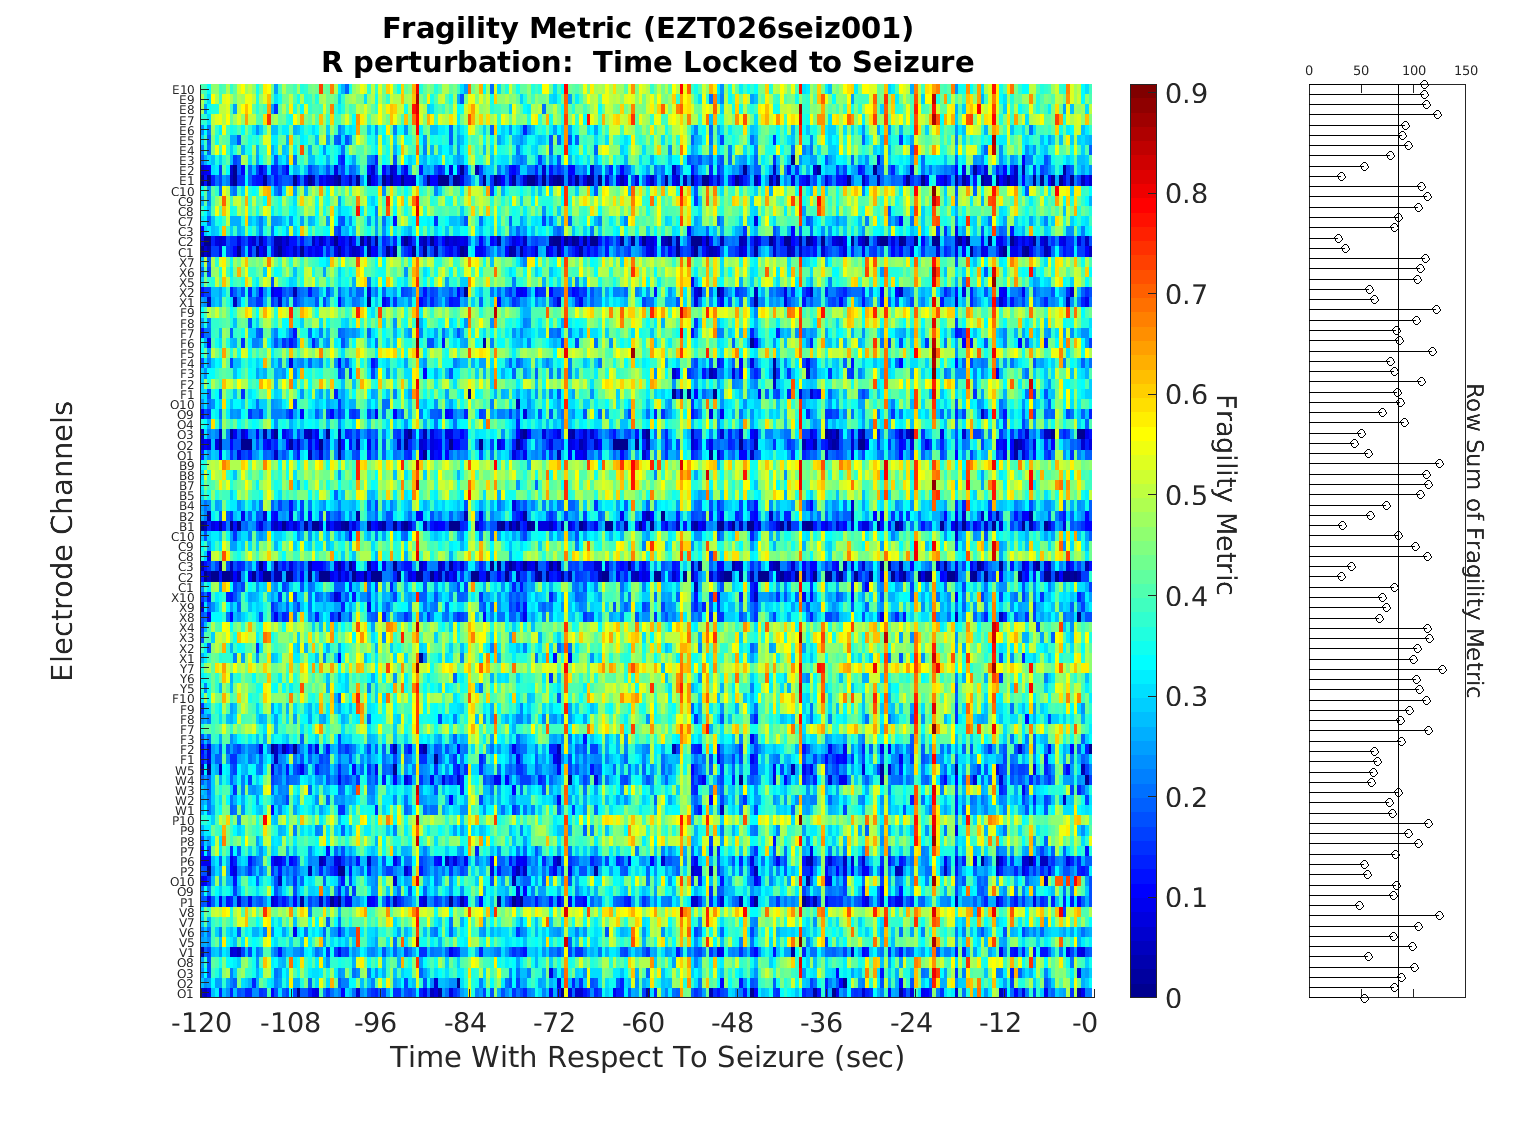 Fragility Metric (EZT026seiz001)
R perturbation:  Time Locked to Seizure
Electrode Channels
E10
E9
E8
E7
E6
E5
E4
E3
E2
E1
C10
C9
C8
C7
C3
C2
C1
X7
X6
X5
X2
X1
F9
F8
F7
F6
F5
F4
F3
F2
F1
O10
O9
O4
O3
O2
O1
B9
B8
B7
B5
B4
B2
B1
C10
C9
C8
C3
C2
C1
X10
X9
X8
X4
X3
X2
X1
Y7
Y6
Y5
F10
F9
F8
F7
F3
F2
F1
W5
W4
W3
W2
W1
P10
P9
P8
P7
P6
P2
O10
O9
P1
V8
V7
V6
V5
V1
O8
O3
O2
O1
-120 -108 -96 -84 -72 -60 -48 -36 -24 -12 -0
Time With Respect To Seizure (sec)
0.9
0.8
0.7
0.6
0.5
0.4
0.3
0.2
0.1
0
Fragility Metric
0 50 100 150
Row Sum of Fragility Metric